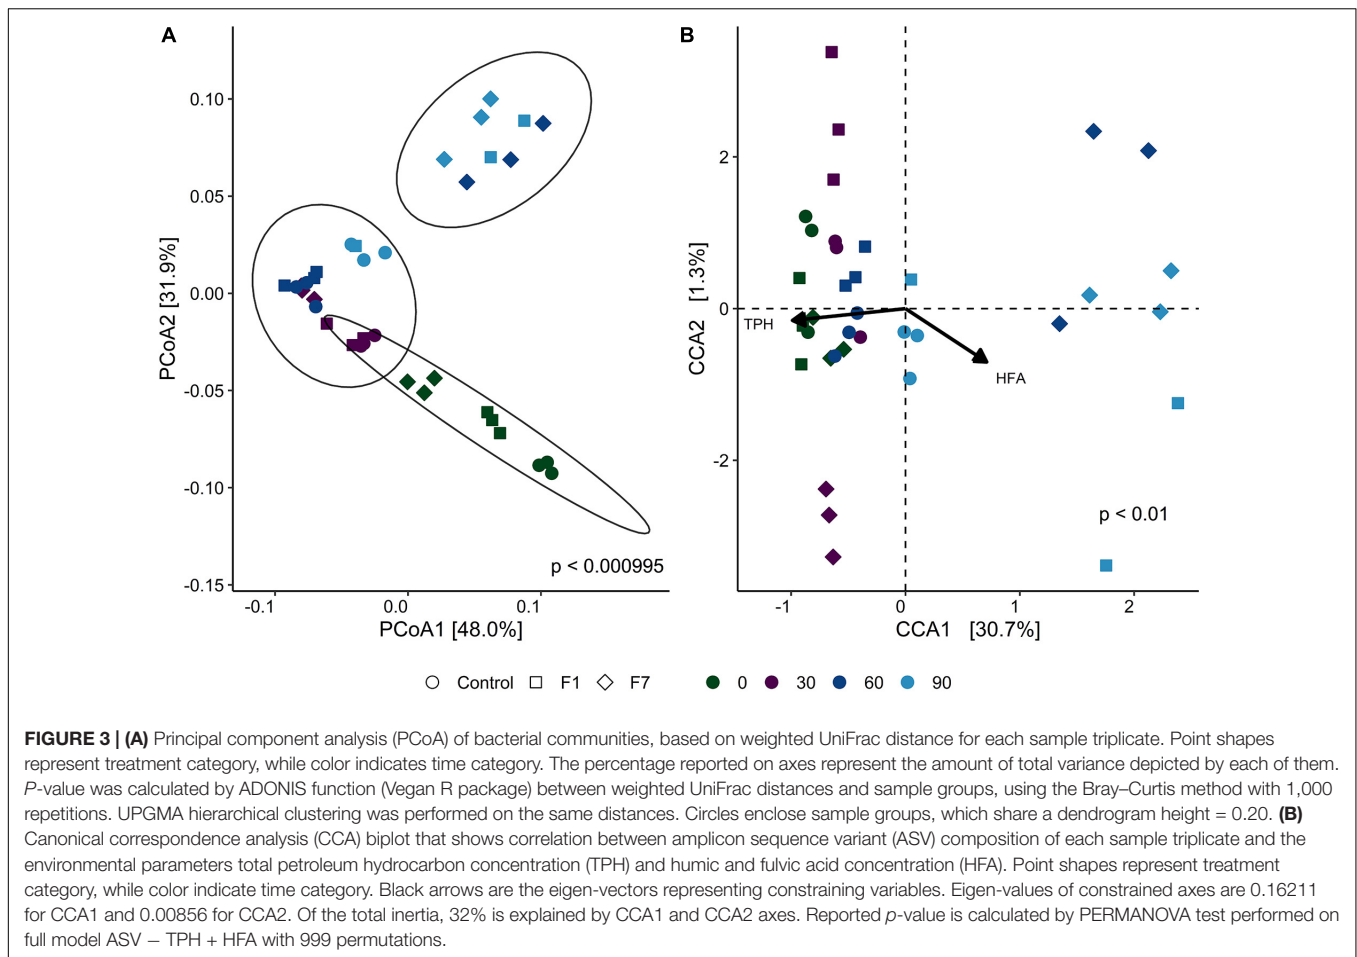 A
B
0.10
0.05
0.00
-0.05
-0.10
-0.15
PCoA2 [31.9%]
-0.1
0.0
0.1
PCoA1 [48.0%]
p < 0.000995
2
0
-2
CCA2 [1.3%]
TPH
HFA
p < 0.01
-1
0
1
2
CCA1 [30.7%]
Control F1 F7 0 30 60 90
FIGURE 3 | (A) Principal component analysis (PCoA) of bacterial communities, based on weighted UniFrac distance for each sample triplicate. Point shapes
represent treatment category, while color indicates time category. The percentage reported on axes represent the amount of total variance depicted by each of them.
P-value was calculated by ADONIS function (Vegan R package) between weighted UniFrac distances and sample groups, using the Bray–Curtis method with 1,000
repetitions. UPGMA hierarchical clustering was performed on the same distances. Circles enclose sample groups, which share a dendrogram height = 0.20. (B)
Canonical correspondence analysis (CCA) biplot that shows correlation between amplicon sequence variant (ASV) composition of each sample triplicate and the
environmental parameters total petroleum hydrocarbon concentration (TPH) and humic and fulvic acid concentration (HFA). Point shapes represent treatment
category, while color indicate time category. Black arrows are the eigen-vectors representing constraining variables. Eigen-values of constrained axes are 0.16211
for CCA1 and 0.00856 for CCA2. Of the total inertia, 32% is explained by CCA1 and CCA2 axes. Reported p-value is calculated by PERMANOVA test performed on
full model ASV − TPH + HFA with 999 permutations.